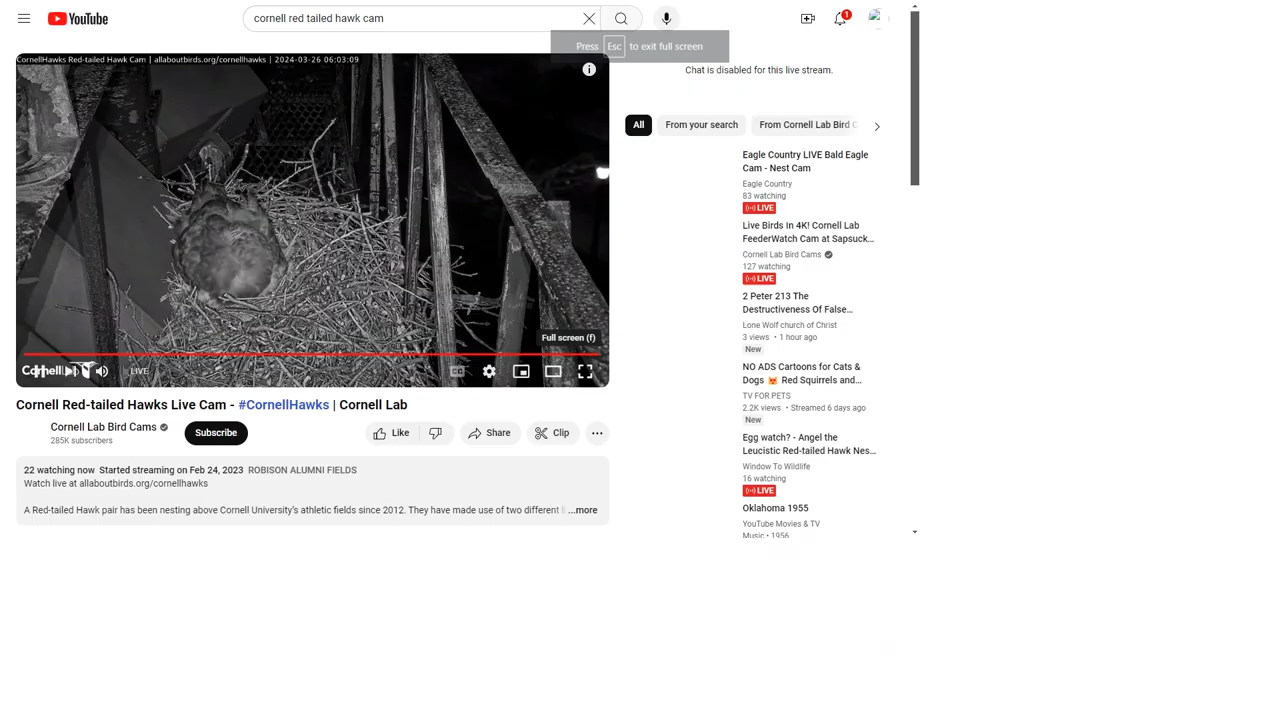 YouTube
cornell red tailed hawk cam
1
Press Esc to exit full screen
CornellHawks Red-tailed Hawk Cam | allaboutbirds.org/cornellhawks | 2024-03-26 06:03:09
Full screen (f)
LIVE
Cornell Red-tailed Hawks Live Cam - #CornellHawks | Cornell Lab
Cornell Lab Bird Cams
285K subscribers
Subscribe
Like
Share
Clip
22 watching now Started streaming on Feb 24, 2023 ROBISON ALUMNI FIELDS
Watch live at allaboutbirds.org/cornellhawks
A Red-tailed Hawk pair has been nesting above Cornell University's athletic fields since 2012. They have made use of two different ...more
Chat is disabled for this live stream.
All
From your search
From Cornell Lab Bird C
Eagle Country LIVE Bald Eagle
Cam - Nest Cam
Eagle Country
83 watching
LIVE
Live Birds in 4K! Cornell Lab
FeederWatch Cam at Sapsuck…
Cornell Lab Bird Cams
127 watching
LIVE
2 Peter 213 The
Destructiveness Of False…
Lone Wolf church of Christ
3 views • 1 hour ago
New
NO ADS Cartoons for Cats &
Dogs 😻 Red Squirrels and…
TV FOR PETS
2.2K views • Streamed 6 days ago
New
Egg watch? - Angel the
Leucistic Red-tailed Hawk Nes…
Window To Wildlife
16 watching
LIVE
Oklahoma 1955
YouTube Movies & TV
Music • 1956